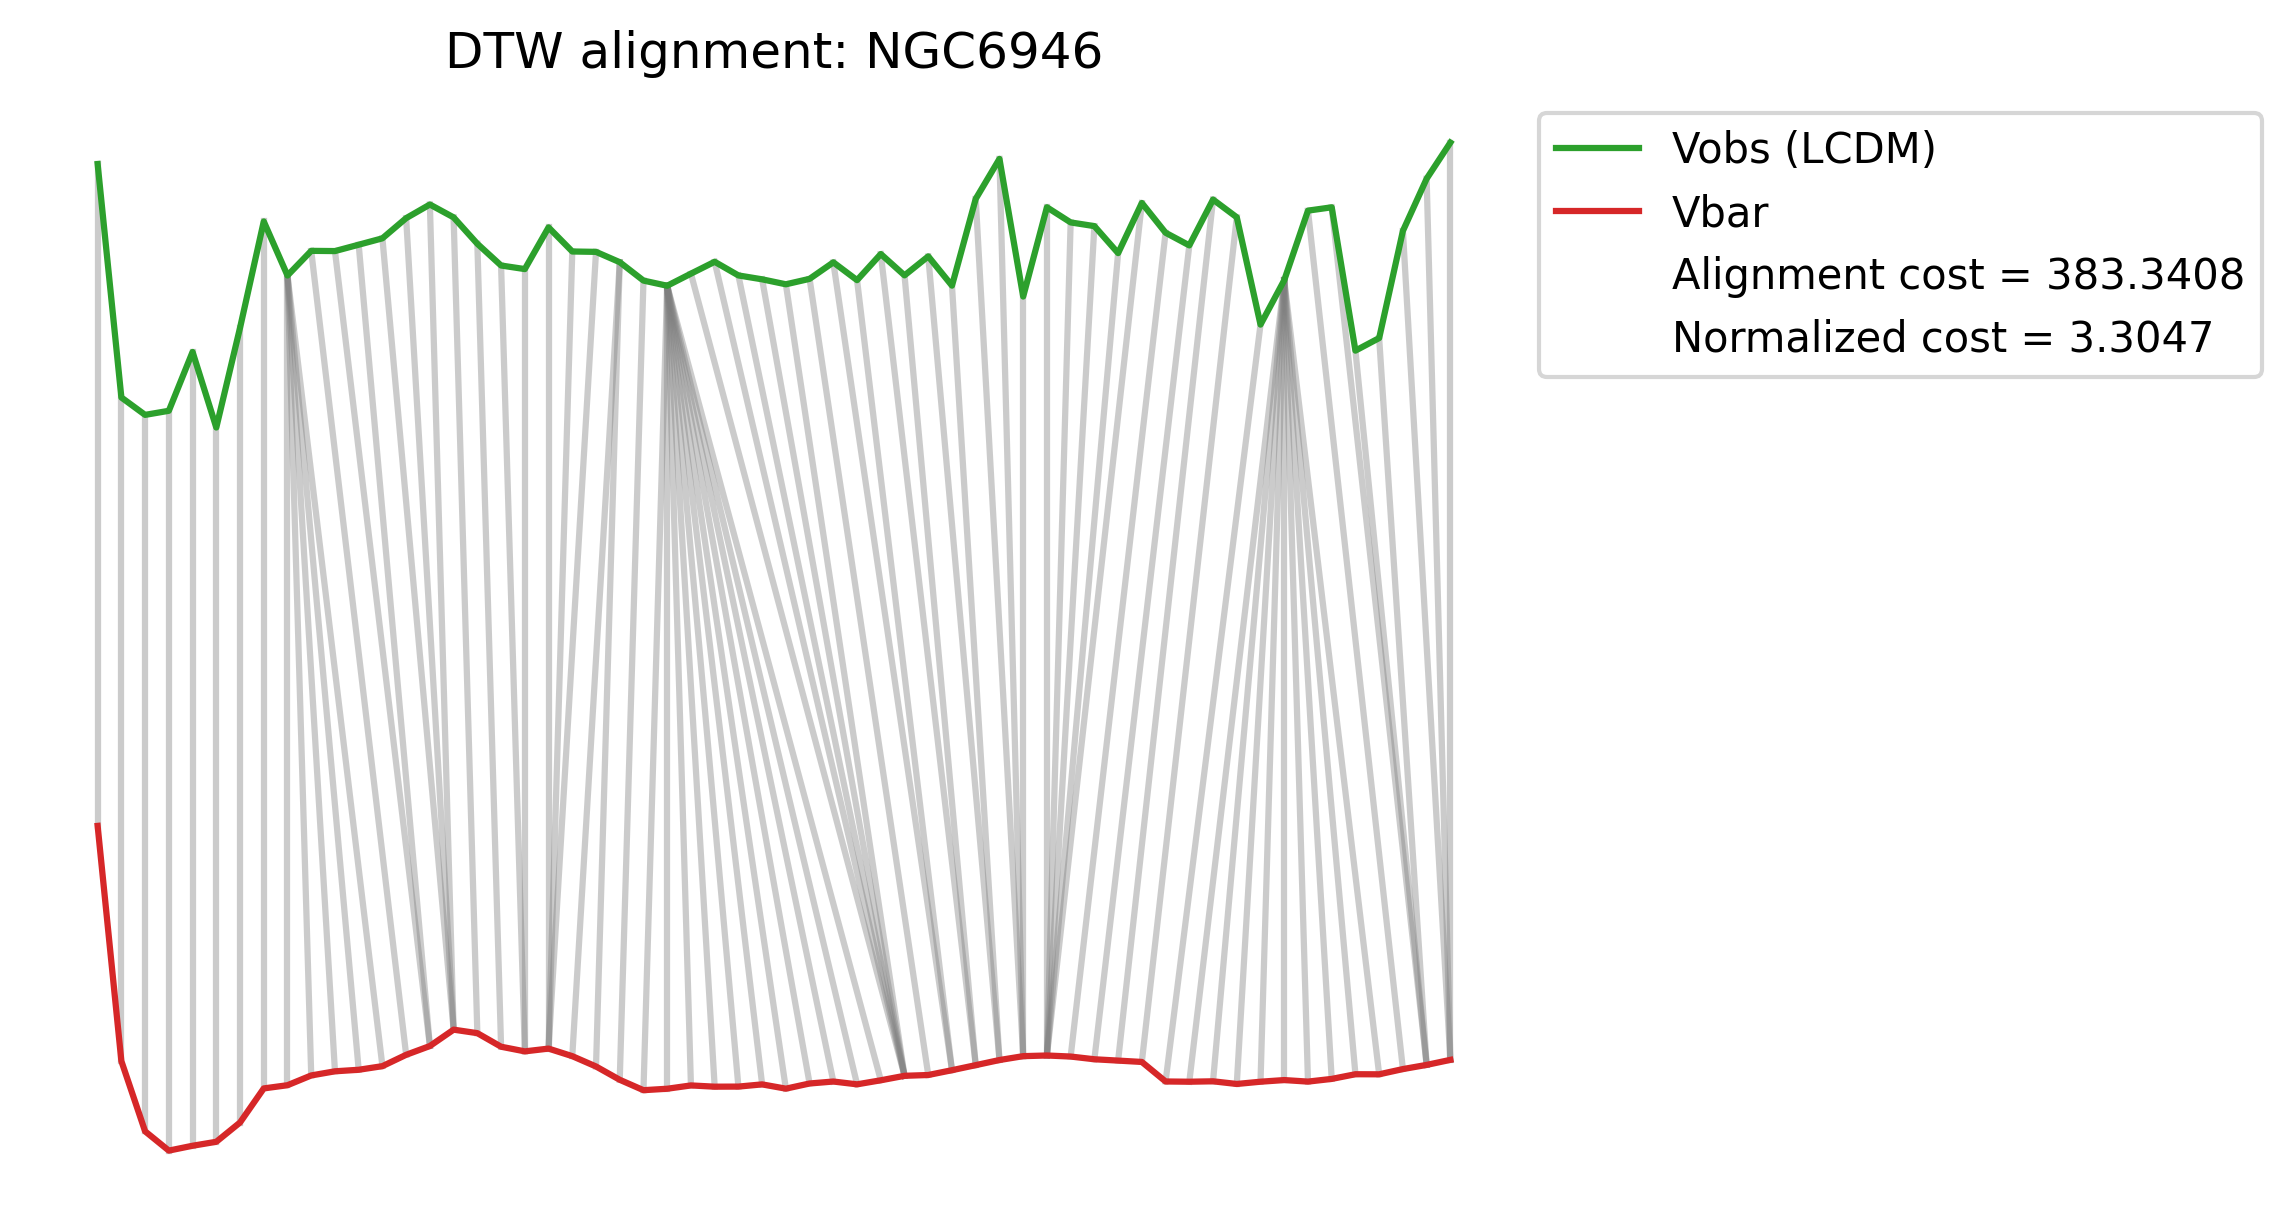 DTW alignment: NGC6946
Vobs (LCDM)
Vbar
Alignment cost = 383.3408
Normalized cost = 3.3047